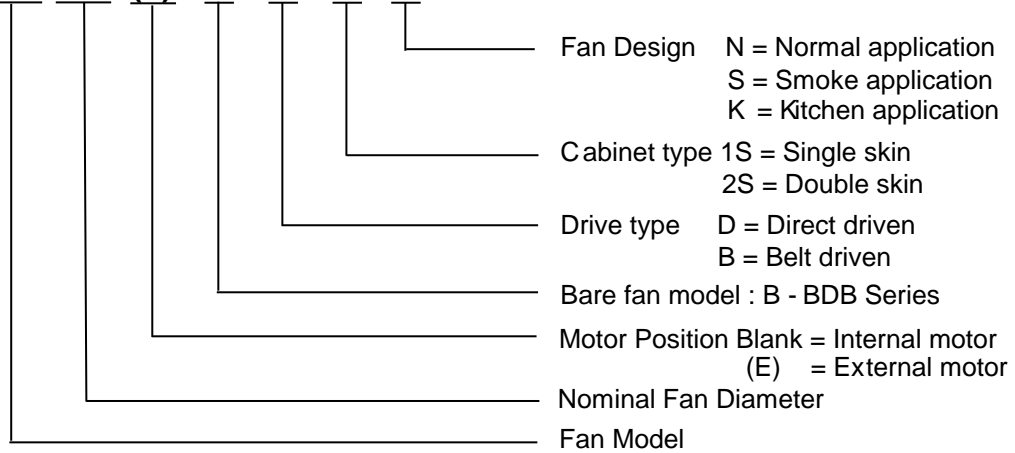 Fan Design N = Normal application
S = Smoke application
K = Kitchen application
Cabinet type 1S = Single skin
2S = Double skin
Drive type D = Direct driven
B = Belt driven
Bare fan model : B - BDB Series
Motor Position Blank = Internal motor
(E) = External motor
Nominal Fan Diameter
Fan Model